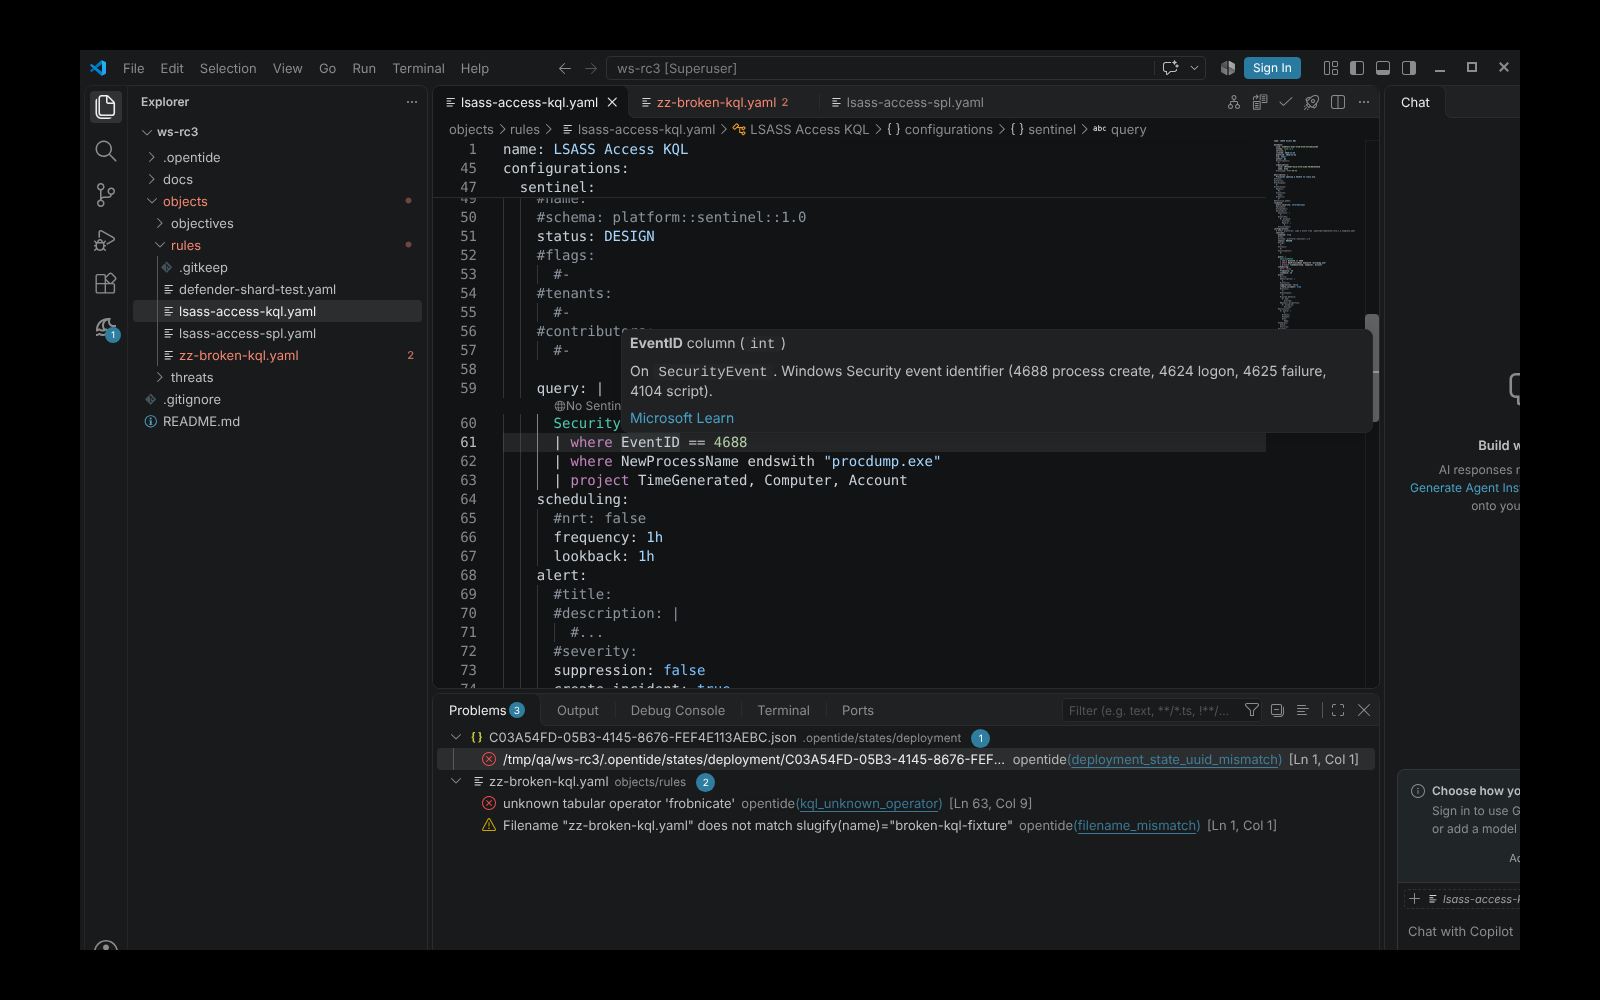 File Edit Selection View Go Run Terminal Help
ws-rc3 [Superuser]
Sign In
Explorer
ws-rc3
.opentide
docs
objects
objectives
rules
.gitkeep
defender-shard-test.yaml
lsass-access-kql.yaml
lsass-access-spl.yaml
zz-broken-kql.yaml 2
threats
.gitignore
README.md
1
lsass-access-kql.yaml
zz-broken-kql.yaml 2
lsass-access-spl.yaml
objects > rules > lsass-access-kql.yaml > LSASS Access KQL > { } configurations > { } sentinel > abc query
1 name: LSASS Access KQL
45 configurations:
47 sentinel:
49 #name:
50 #schema: platform::sentinel::1.0
51 status: DESIGN
52 #flags:
53 #-
54 #tenants:
55 #-
56 #contributors:
57 #-
58
59 query: |
No Sentin
60 Security
61 | where EventID == 4688
62 | where NewProcessName endswith "procdump.exe"
63 | project TimeGenerated, Computer, Account
64 scheduling:
65 #nrt: false
66 frequency: 1h
67 lookback: 1h
68 alert:
69 #title:
70 #description: |
71 #...
72 #severity:
73 suppression: false
74 create_incident: true
EventID column ( int )
On SecurityEvent . Windows Security event identifier (4688 process create, 4624 logon, 4625 failure,
4104 script).
Microsoft Learn
Problems 3
Output
Debug Console
Terminal
Ports
Filter (e.g. text, **/*.ts, !**/...
{} C03A54FD-05B3-4145-8676-FEF4E113AEBC.json .opentide/states/deployment 1
/tmp/qa/ws-rc3/.opentide/states/deployment/C03A54FD-05B3-4145-8676-FEF... opentide(deployment_state_uuid_mismatch) [Ln 1, Col 1]
zz-broken-kql.yaml objects/rules 2
unknown tabular operator 'frobnicate' opentide(kql_unknown_operator) [Ln 63, Col 9]
Filename "zz-broken-kql.yaml" does not match slugify(name)="broken-kql-fixture" opentide(filename_mismatch) [Ln 1, Col 1]
Chat
Build w
AI responses
Generate Agent Ins
onto you
Choose how yo
Sign in to use G
or add a model
Ad
lsass-access-k
Chat with Copilot